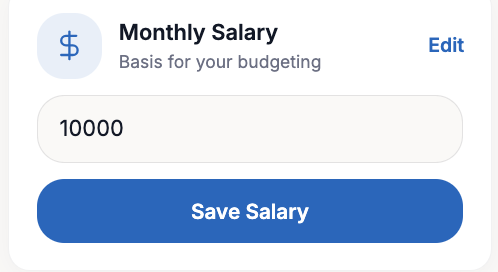 Monthly Salary
Edit
Basis for your budgeting
10000
Save Salary